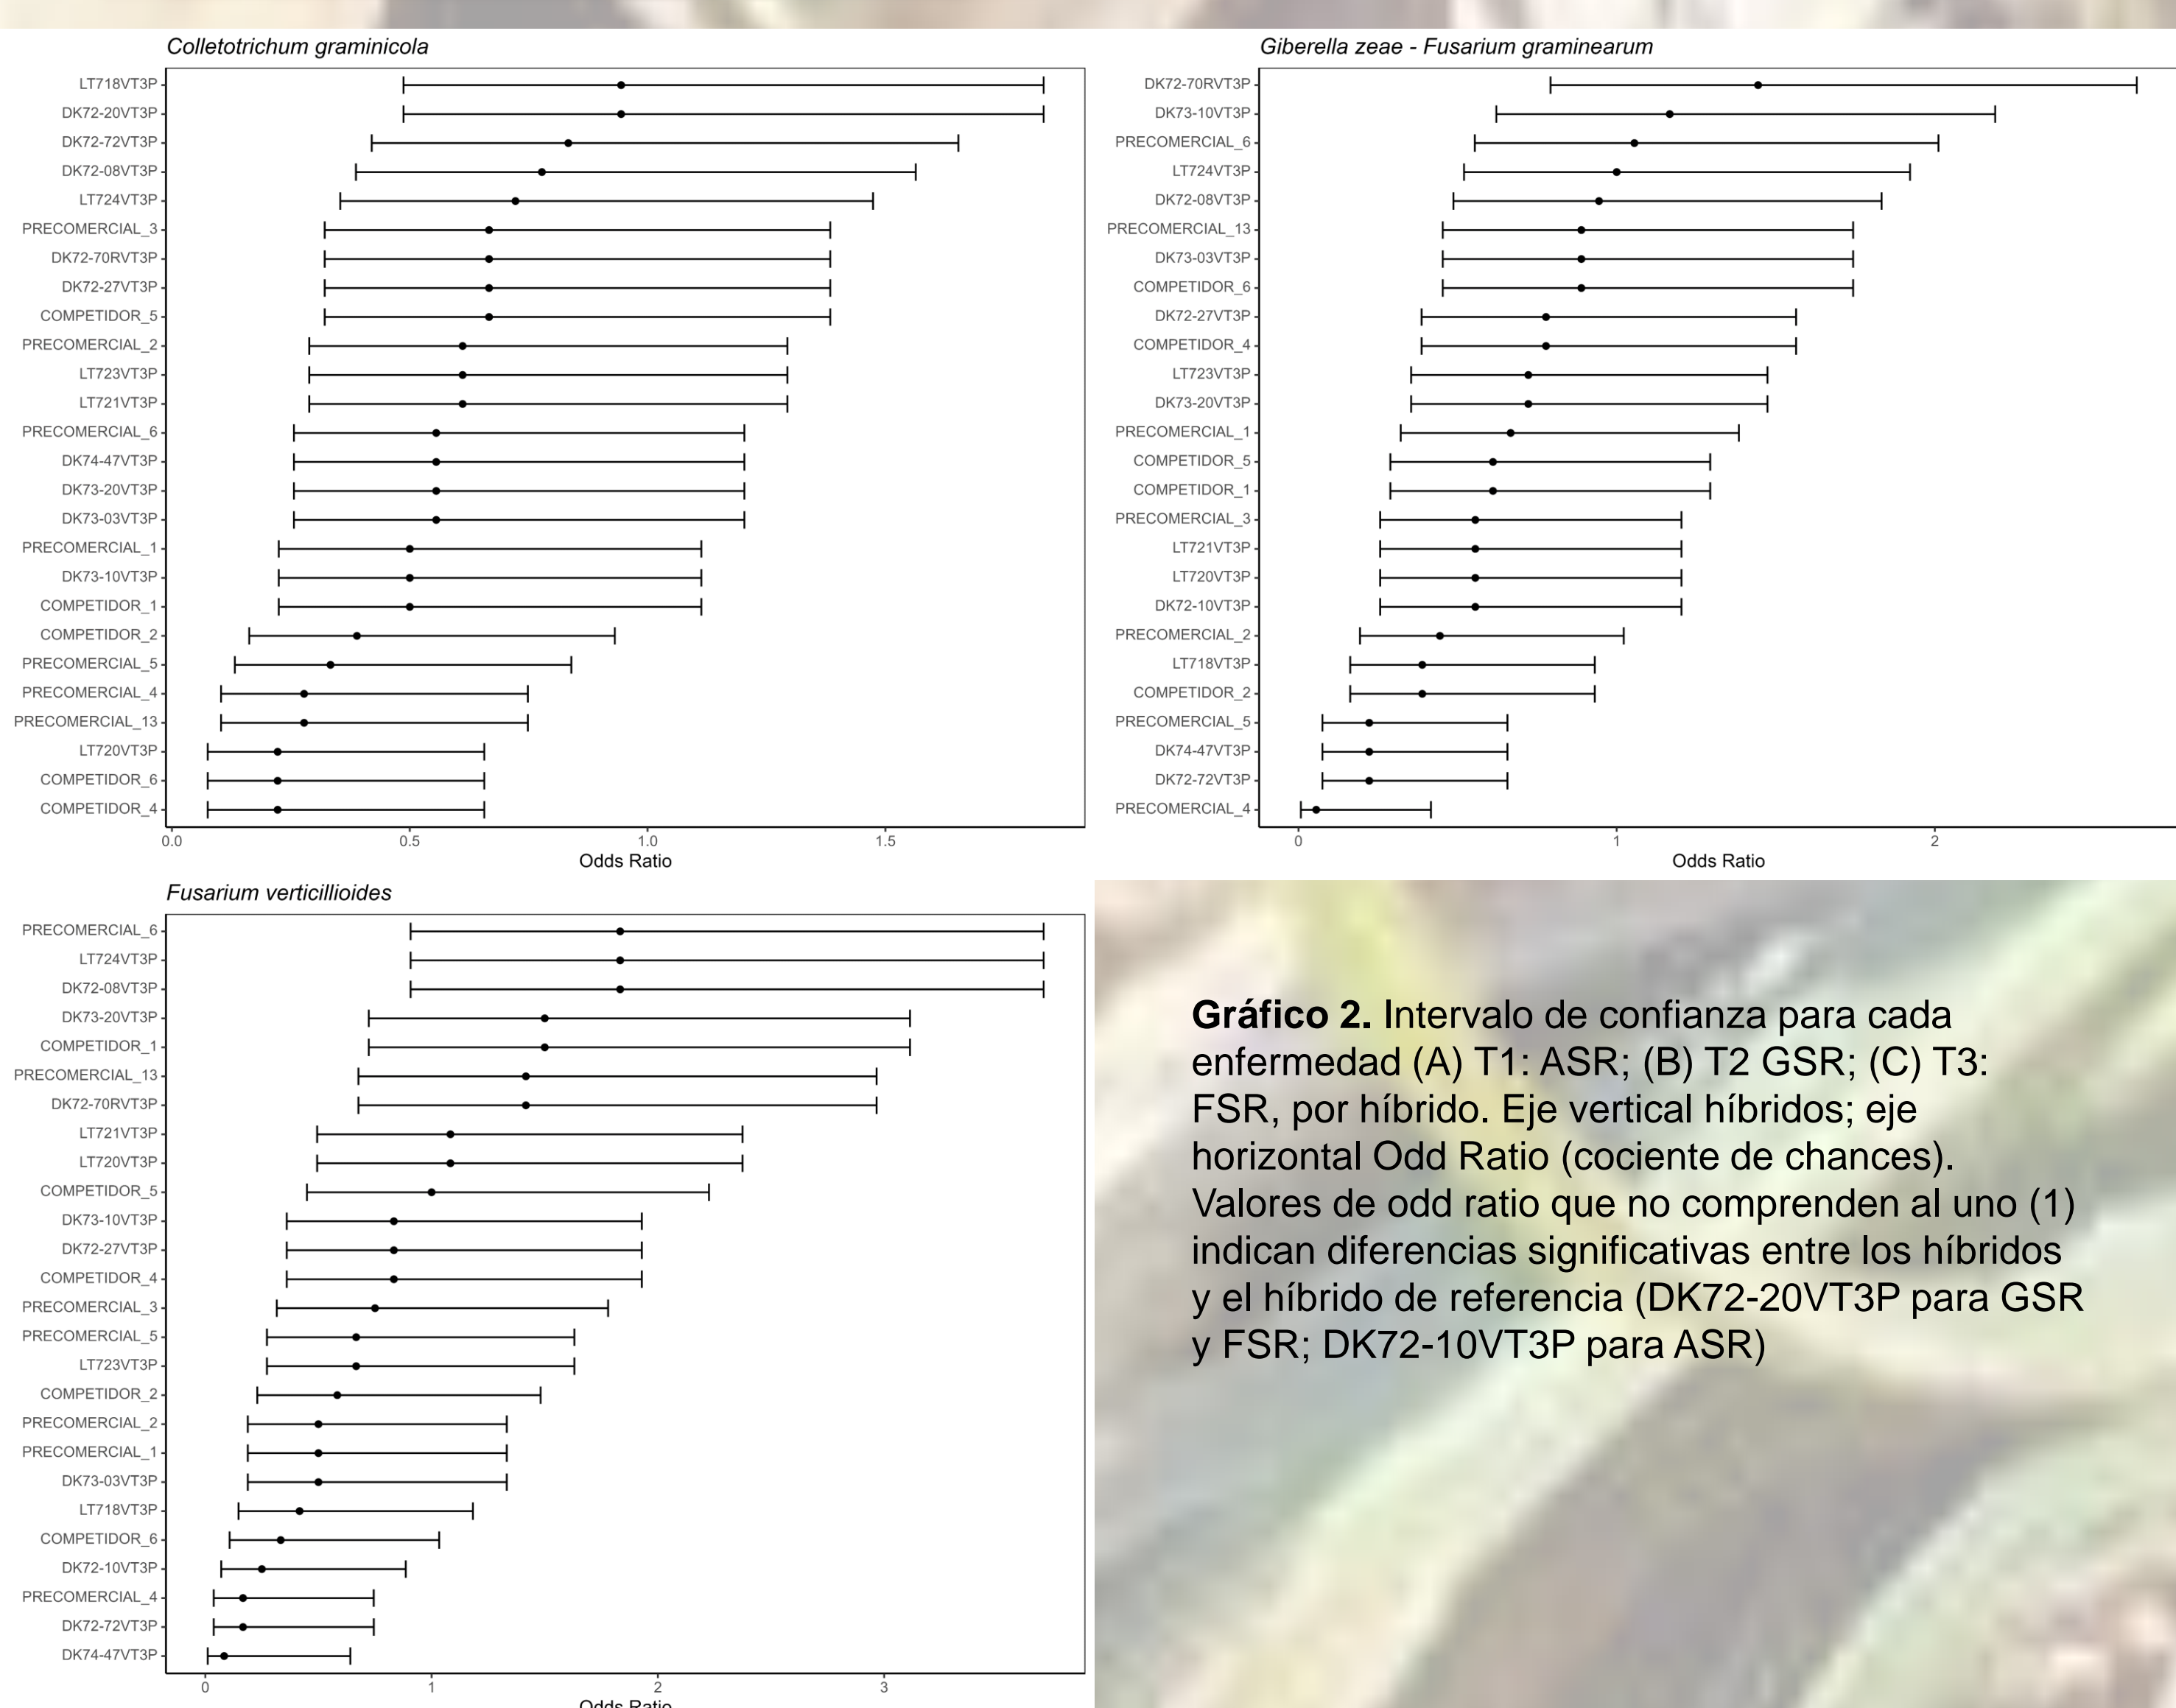 Colletotrichum graminicola
LT718VT3P
DK72-20VT3P
DK72-72VT3P
DK72-08VT3P
LT724VT3P
PRECOMERCIAL_3
DK72-70RVT3P
DK72-27VT3P
COMPETIDOR_5
PRECOMERCIAL_2
LT723VT3P
LT721VT3P
PRECOMERCIAL_6
DK74-47VT3P
DK73-20VT3P
DK73-03VT3P
PRECOMERCIAL_1
DK73-10VT3P
COMPETIDOR_1
COMPETIDOR_2
PRECOMERCIAL_5
PRECOMERCIAL_4
PRECOMERCIAL_13
LT720VT3P
COMPETIDOR_6
COMPETIDOR_4
0.0 0.5 1.0 1.5
Odds Ratio
Giberella zeae - Fusarium graminearum
DK72-70RVT3P
DK73-10VT3P
PRECOMERCIAL_6
LT724VT3P
DK72-08VT3P
PRECOMERCIAL_13
DK73-03VT3P
COMPETIDOR_6
DK72-27VT3P
COMPETIDOR_4
LT723VT3P
DK73-20VT3P
PRECOMERCIAL_1
COMPETIDOR_5
COMPETIDOR_1
PRECOMERCIAL_3
LT721VT3P
LT720VT3P
DK72-10VT3P
PRECOMERCIAL_2
LT718VT3P
COMPETIDOR_2
PRECOMERCIAL_5
DK74-47VT3P
DK72-72VT3P
PRECOMERCIAL_4
0 1 2
Odds Ratio
Fusarium verticillioides
PRECOMERCIAL_6
LT724VT3P
DK72-08VT3P
DK73-20VT3P
COMPETIDOR_1
PRECOMERCIAL_13
DK72-70RVT3P
LT721VT3P
LT720VT3P
COMPETIDOR_5
DK73-10VT3P
DK72-27VT3P
COMPETIDOR_4
PRECOMERCIAL_3
PRECOMERCIAL_5
LT723VT3P
COMPETIDOR_2
PRECOMERCIAL_2
PRECOMERCIAL_1
DK73-03VT3P
LT718VT3P
COMPETIDOR_6
DK72-10VT3P
PRECOMERCIAL_4
DK72-72VT3P
DK74-47VT3P
0 1 2 3
Odds Ratio
Gráfico 2. Intervalo de confianza para cada
enfermedad (A) T1: ASR; (B) T2 GSR; (C) T3:
FSR, por híbrido. Eje vertical híbridos; eje
horizontal Odd Ratio (cociente de chances).
Valores de odd ratio que no comprenden al uno (1)
indican diferencias significativas entre los híbridos
y el híbrido de referencia (DK72-20VT3P para GSR
y FSR; DK72-10VT3P para ASR)